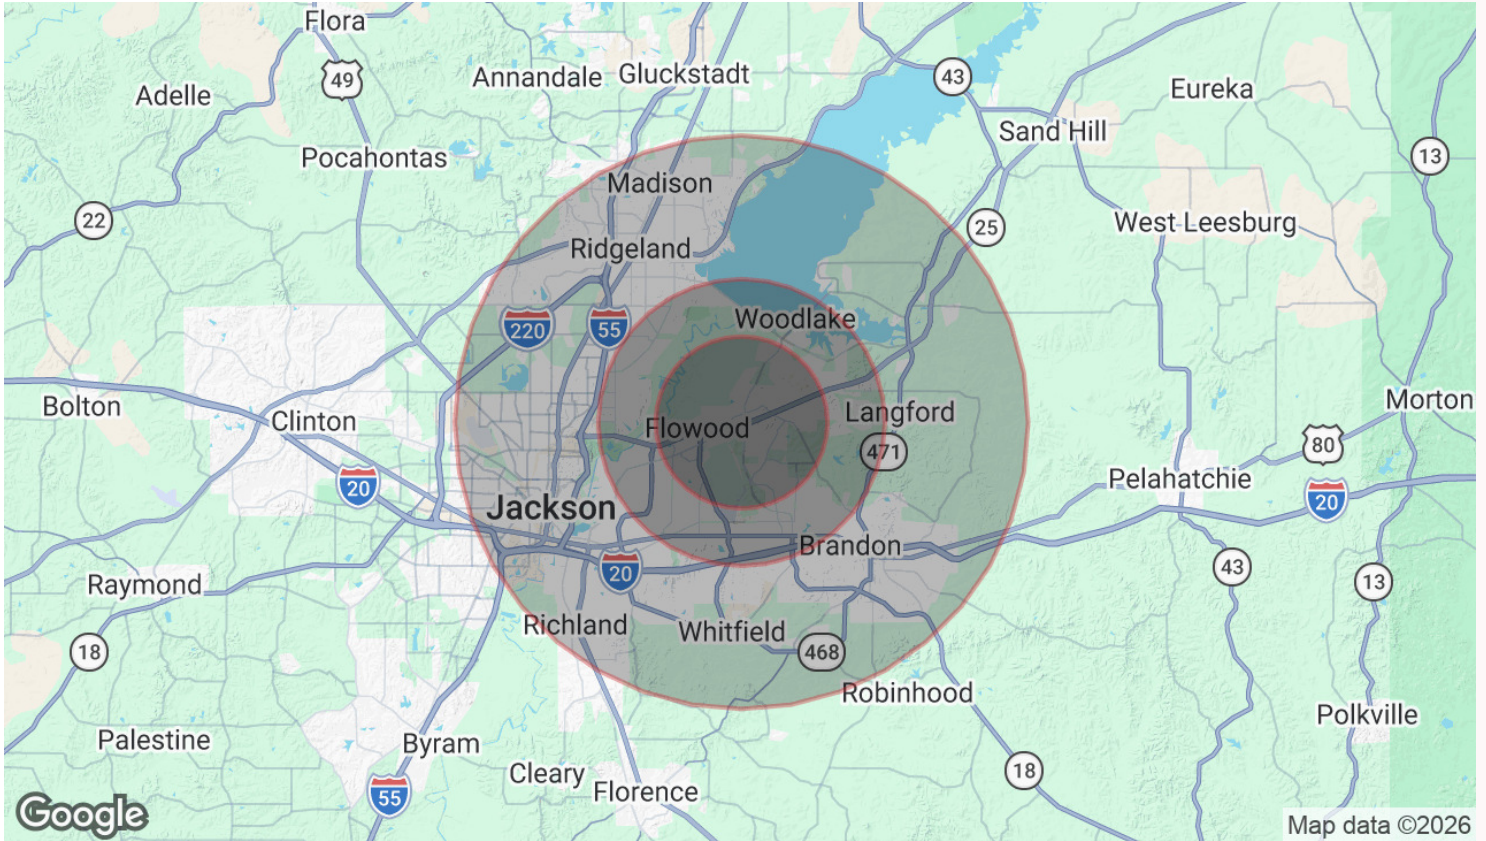 Flora
49
Annandale
Gluckstadt
43
Eureka
Adelle
Sand Hill
Pocahontas
13
Madison
22
25
West Leesburg
Ridgeland
220
55
Woodlake
Bolton
Clinton
Flowood
Langford
Morton
471
80
20
Pelahatchie
20
Jackson
Brandon
20
43
13
Raymond
Richland
Whitfield
18
468
Robinhood
Polkville
Palestine
Byram
Cleary
Florence
18
55
Google
Map data ©2026